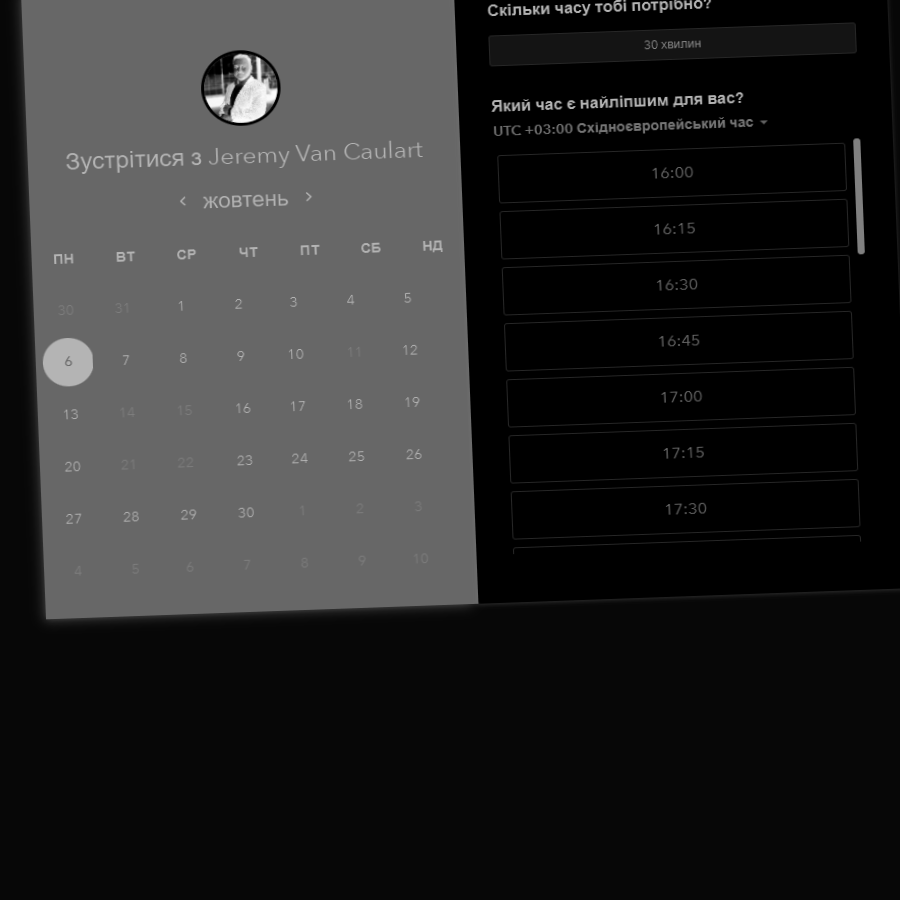 Зустрітися з Jeremy Van Caulart
жовтень
ПН ВТ СР ЧТ ПТ СБ НД
30 31 1 2 3 4 5
6 7 8 9 10 11 12
13 14 15 16 17 18 19
20 21 22 23 24 25 26
27 28 29 30 1 2 3
4 5 6 7 8 9 10
Скільки часу тобі потрібно?
30 хвилин
Який час є найліпшим для вас?
UTC +03:00 Східноєвропейський час
16:00
16:15
16:30
16:45
17:00
17:15
17:30